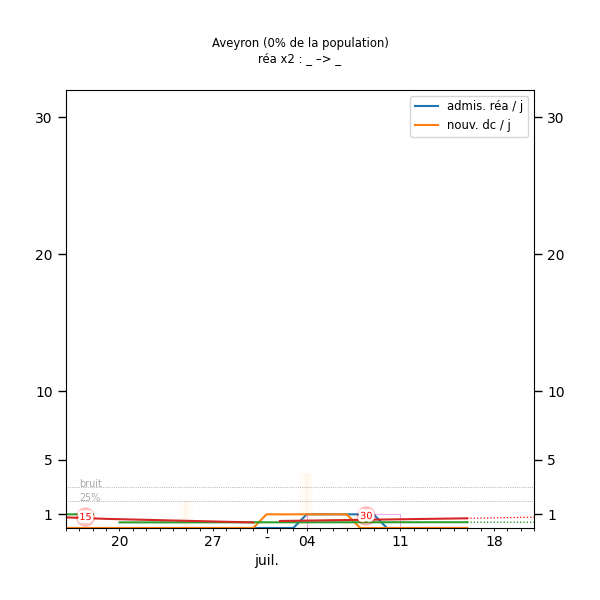 Aveyron (0% de la population)
réa x2 : _ –> _
admis. réa / j
nouv. dc / j
30 30
20 20
10 10
5 5
bruit
25%
1 15 30 1
20 27 - 04 11 18
juil.